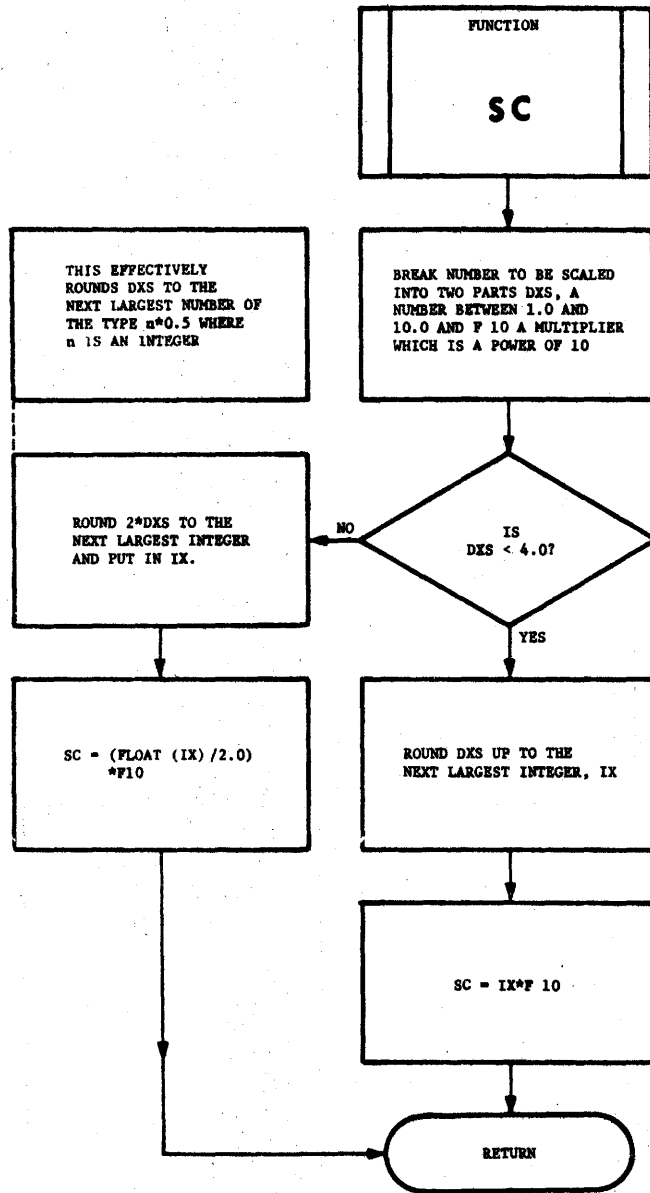 FUNCTION
SC
THIS EFFECTIVELY
ROUNDS DXS TO THE
NEXT LARGEST NUMBER OF
THE TYPE n*0.5 WHERE
n IS AN INTEGER
BREAK NUMBER TO BE SCALED
INTO TWO PARTS DXS, A
NUMBER BETWEEN 1.0 AND
10.0 AND F 10 A MULTIPLIER
WHICH IS A POWER OF 10
ROUND 2*DXS TO THE
NEXT LARGEST INTEGER
AND PUT IN IX.
NO
IS
DXS < 4.0?
YES
SC = (FLOAT (IX)/2.0)
*F10
ROUND DXS UP TO THE
NEXT LARGEST INTEGER, IX
SC = IX*F 10
RETURN